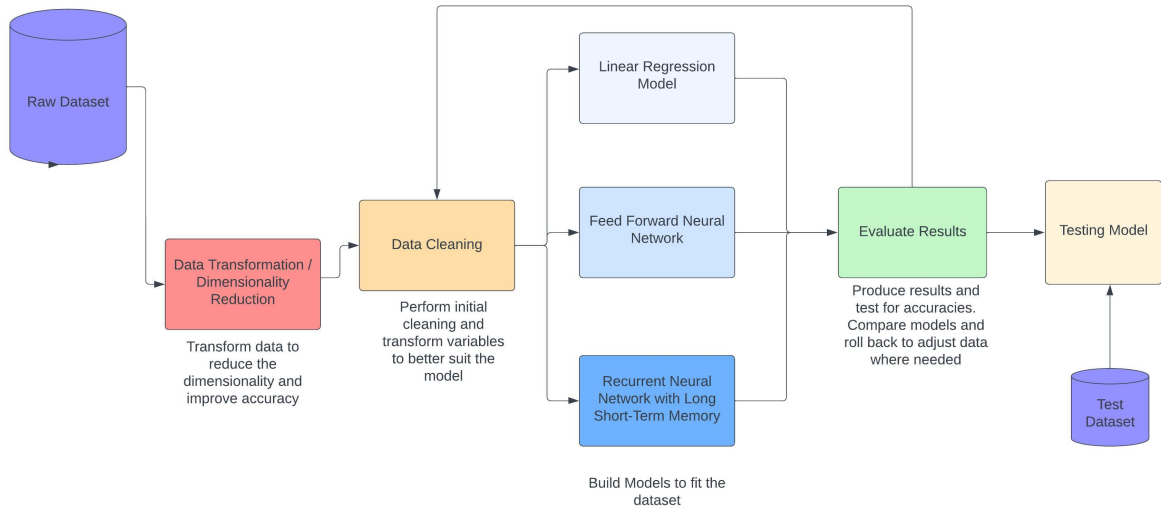 Raw Dataset
Data Transformation /
Dimensionality
Reduction
Transform data to
reduce the
dimensionality and
improve accuracy
Data Cleaning
Perform initial
cleaning and
transform variables
to better suit the
model
Linear Regression
Model
Feed Forward Neural
Network
Recurrent Neural
Network with Long
Short-Term Memory
Build Models to fit the
dataset
Evaluate Results
Produce results and
test for accuracies.
Compare models and
roll back to adjust data
where needed
Testing Model
Test
Dataset